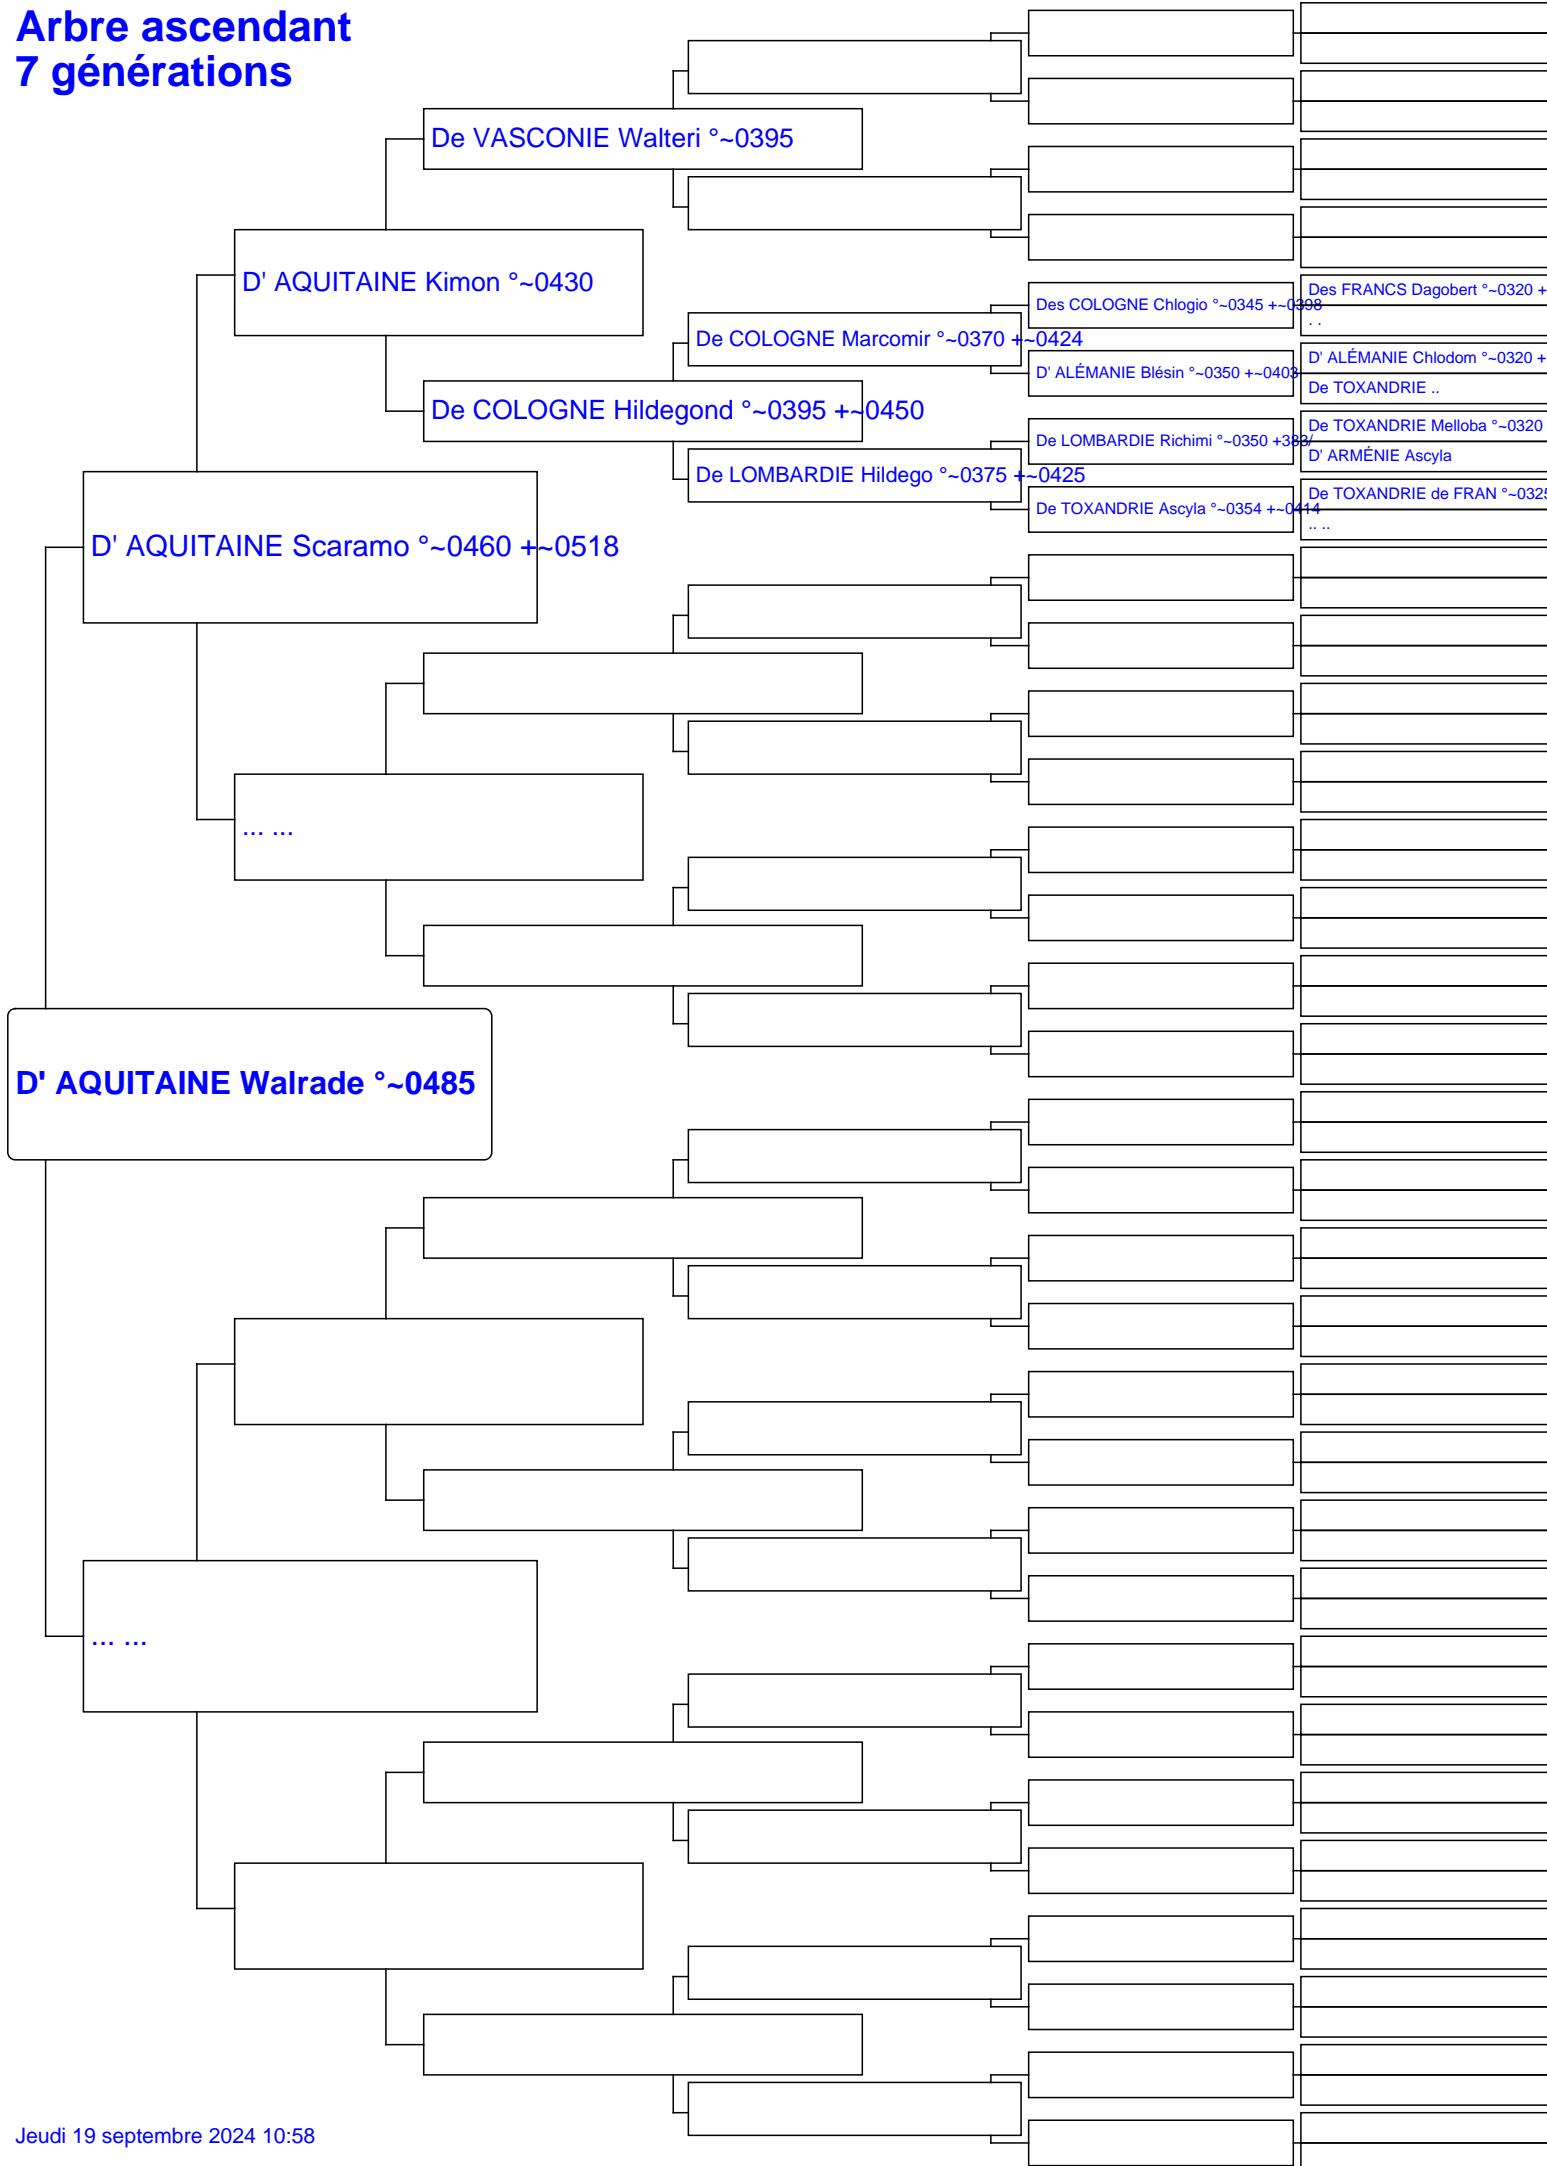 Arbre ascendant
7 générations
De VASCONIE Walteri °~0395
D' AQUITAINE Kimon °~0430
Des COLOGNE Chlogio °~0345 +~0398
Des FRANCS Dagobert °~0320 +
. .
De COLOGNE Marcomir °~0370 +~0424
D' ALÉMANIE Blésin °~0350 +~0403
D' ALÉMANIE Chlodom °~0320 +
De TOXANDRIE ..
De COLOGNE Hildegond °~0395 +~0450
De LOMBARDIE Richimi °~0350 +383/
De TOXANDRIE Melloba °~0320
D' ARMÉNIE Ascyla
De LOMBARDIE Hildego °~0375 +~0425
De TOXANDRIE Ascyla °~0354 +~0414
De TOXANDRIE de FRAN °~0325
.. ..
D' AQUITAINE Scaramo °~0460 +~0518
... ...
D' AQUITAINE Walrade °~0485
... ...
Jeudi 19 septembre 2024 10:58